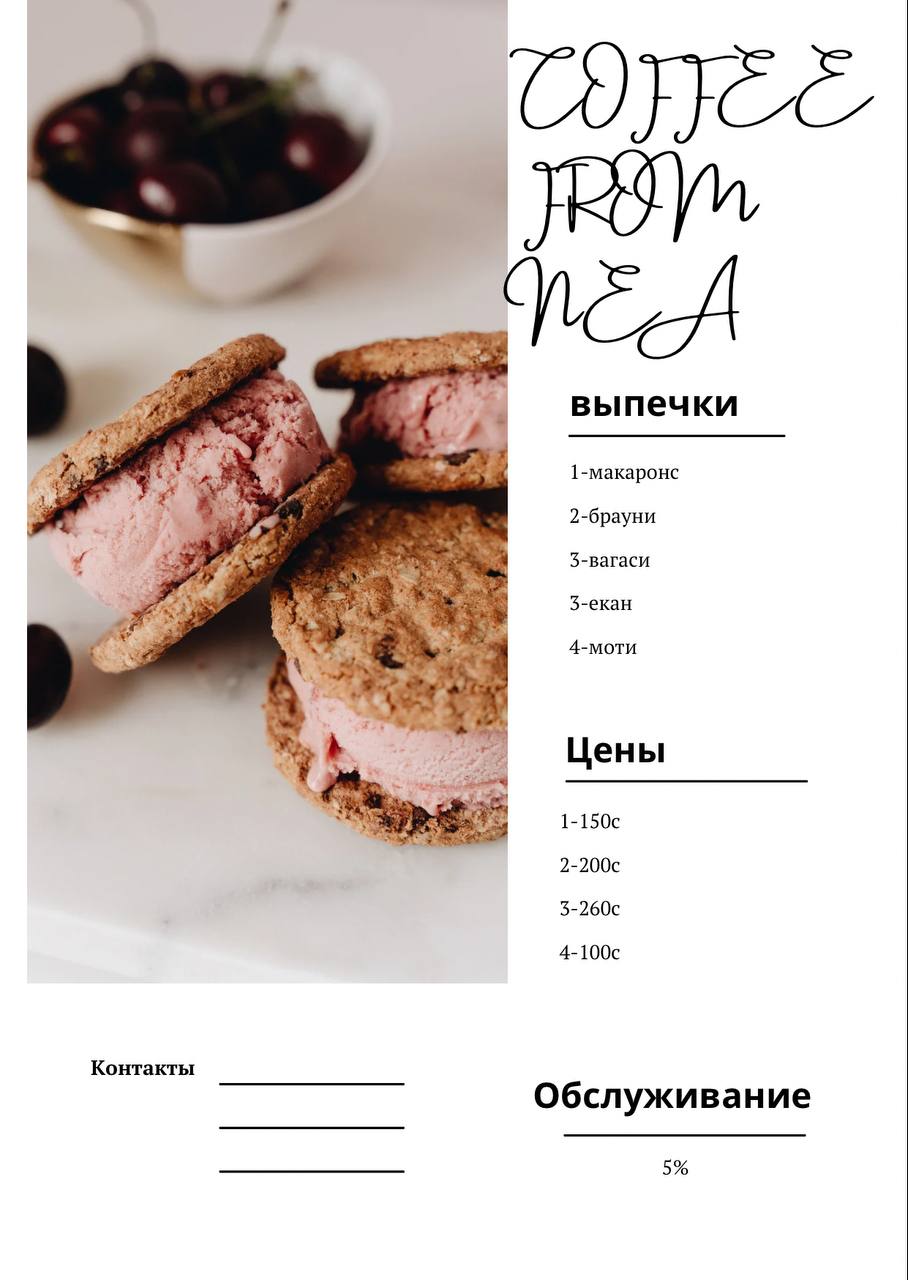 COFFEE
FROM
NEA
выпечки
1-макаронс
2-брауни
3-вагаси
3-екан
4-моти
Цены
1-150с
2-200с
3-260с
4-100с
Контакты
Обслуживание
5%